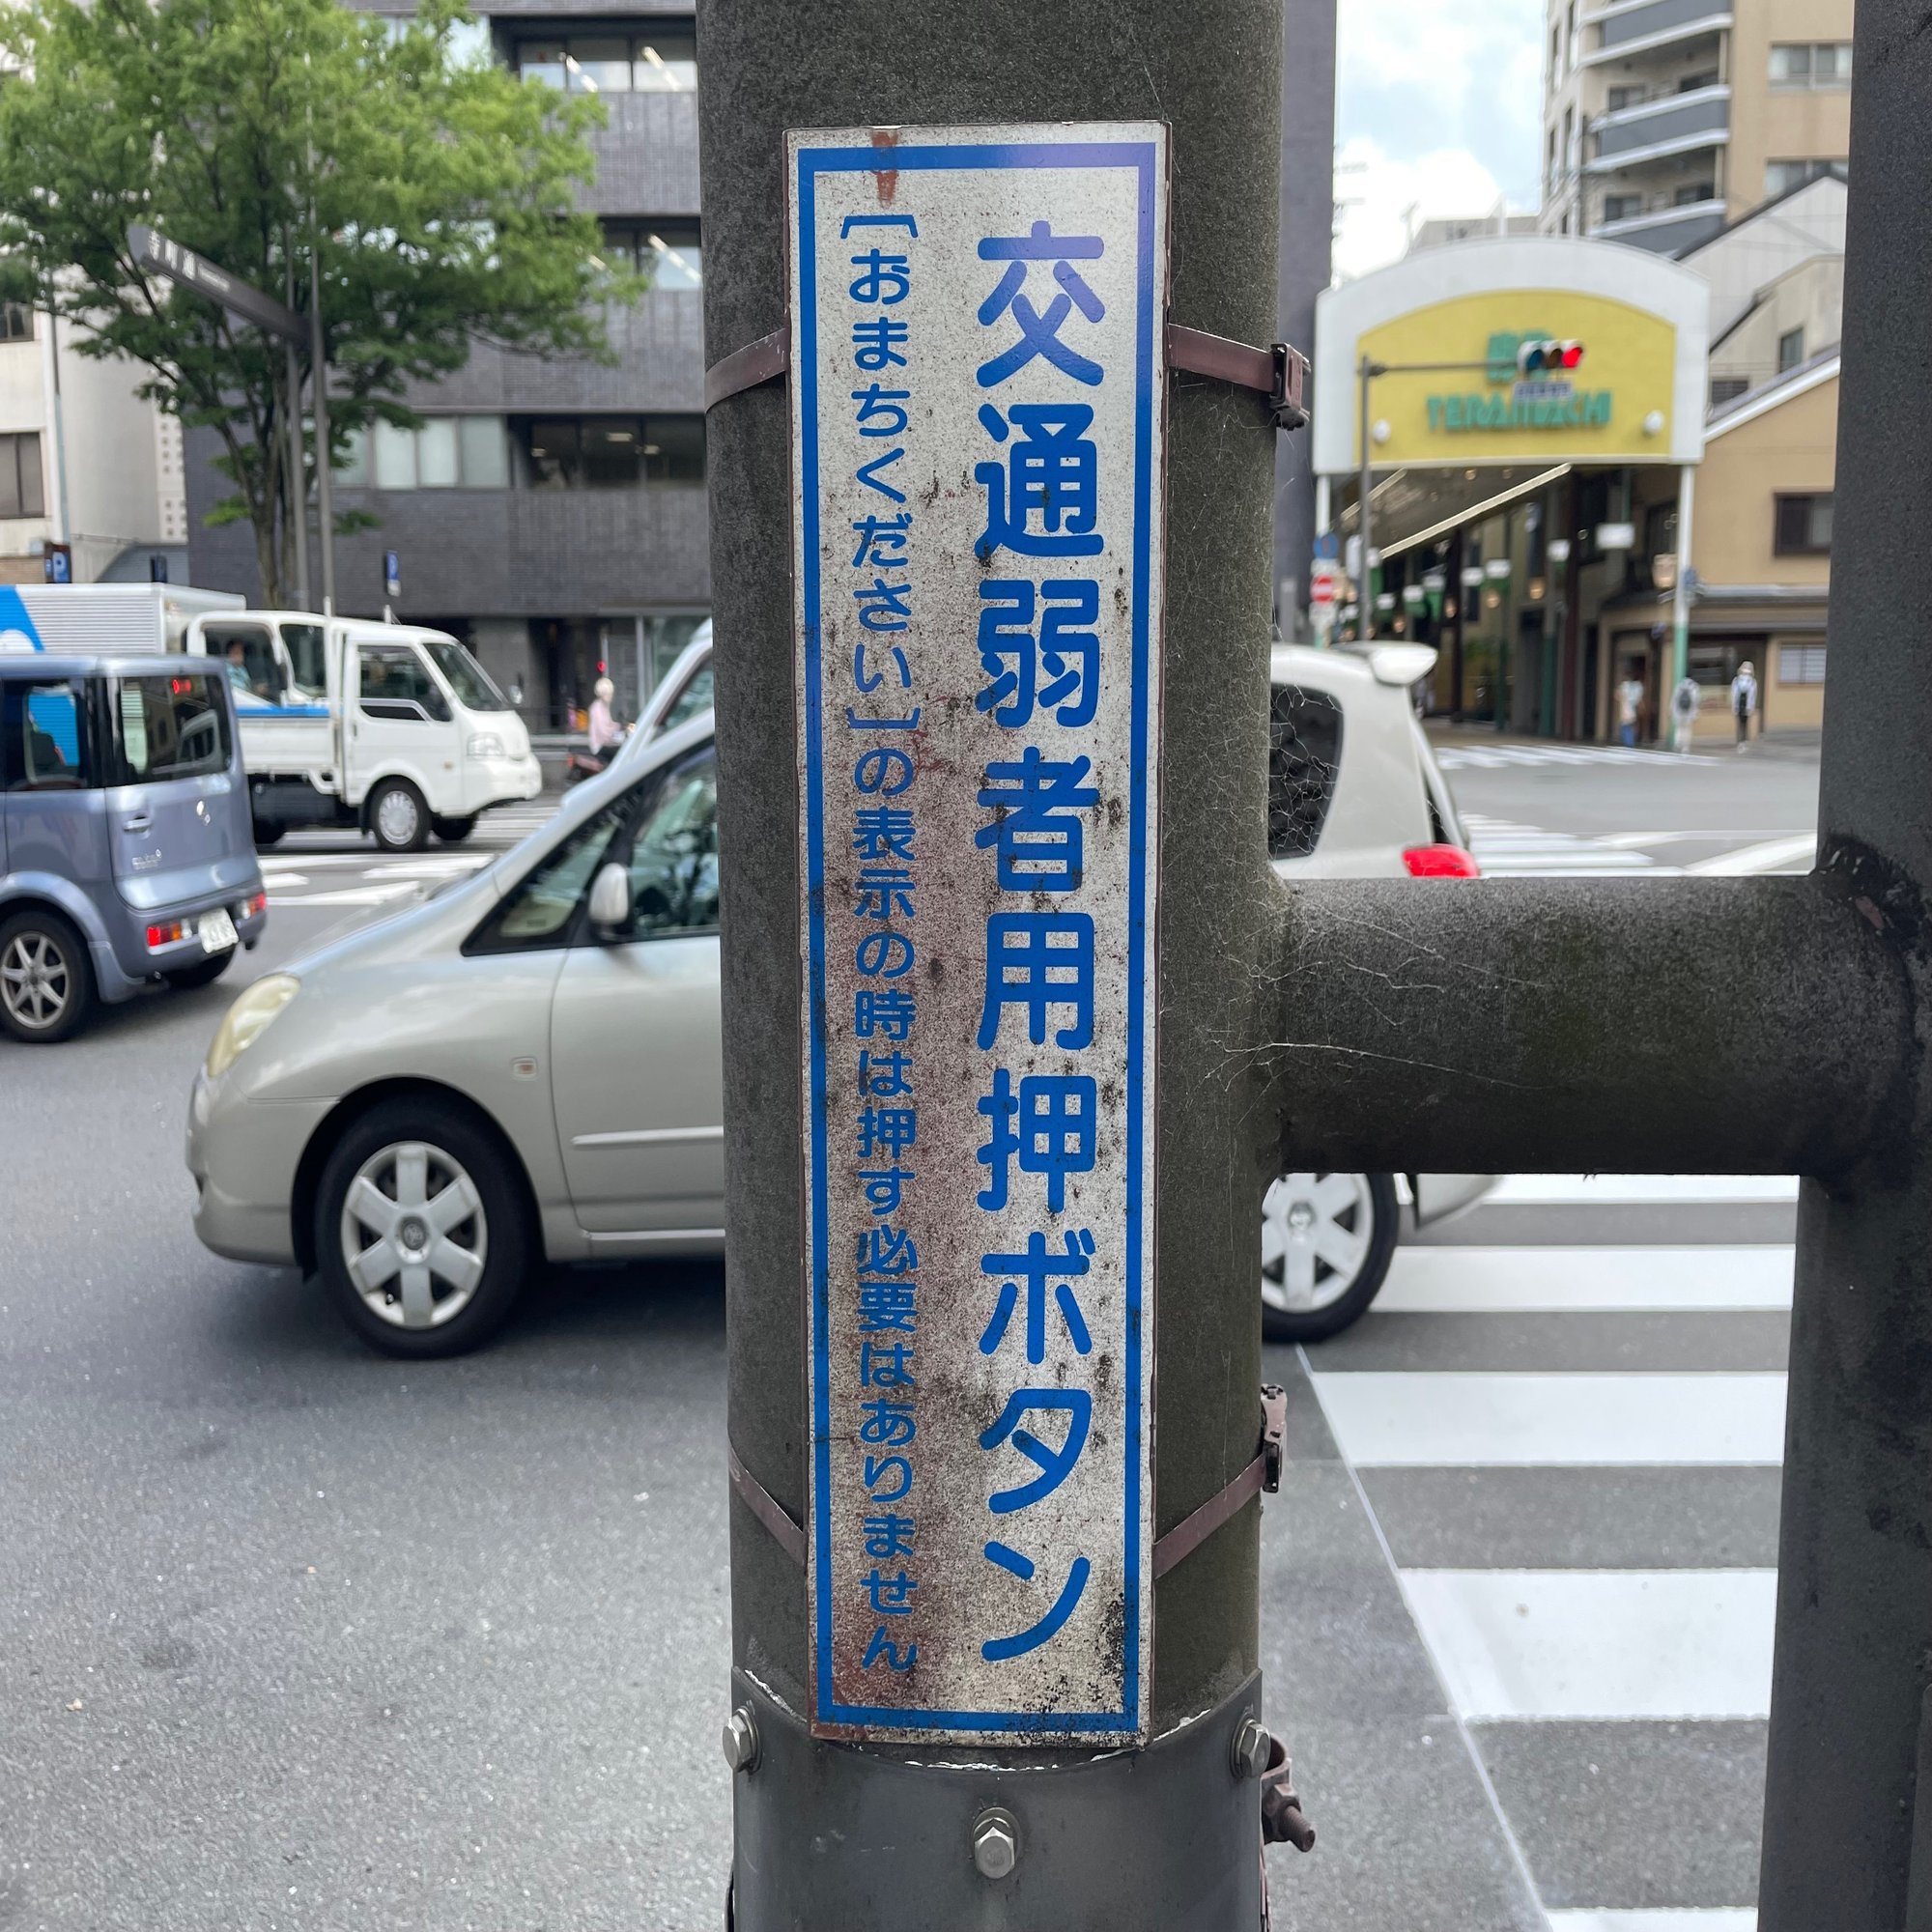 交通弱者用押ボタン
[おまちください]の表示の時は押す必要はありません
TERAMACHI
P